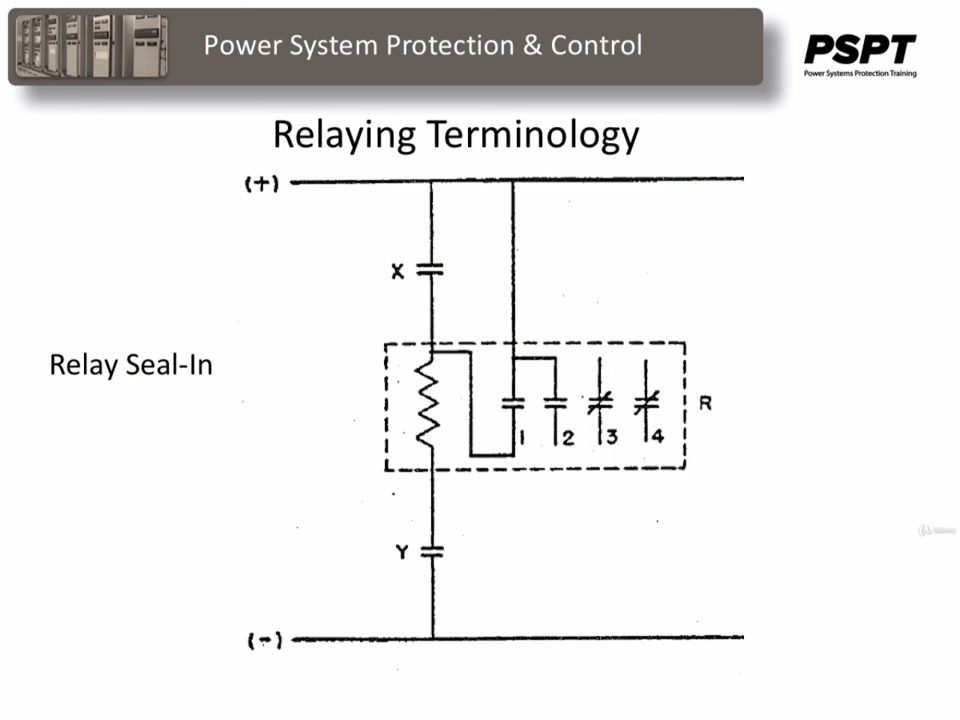 Power System Protection & Control
PSPT
Power Systems Protection Training
Relaying Terminology
(+)
X
Relay Seal-In
R
1 2 3 4
Y
(-)